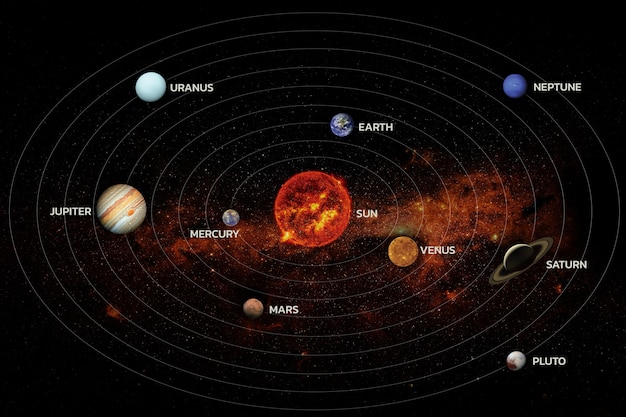 URANUS
NEPTUNE
EARTH
JUPITER
SUN
MERCURY
VENUS
SATURN
MARS
PLUTO